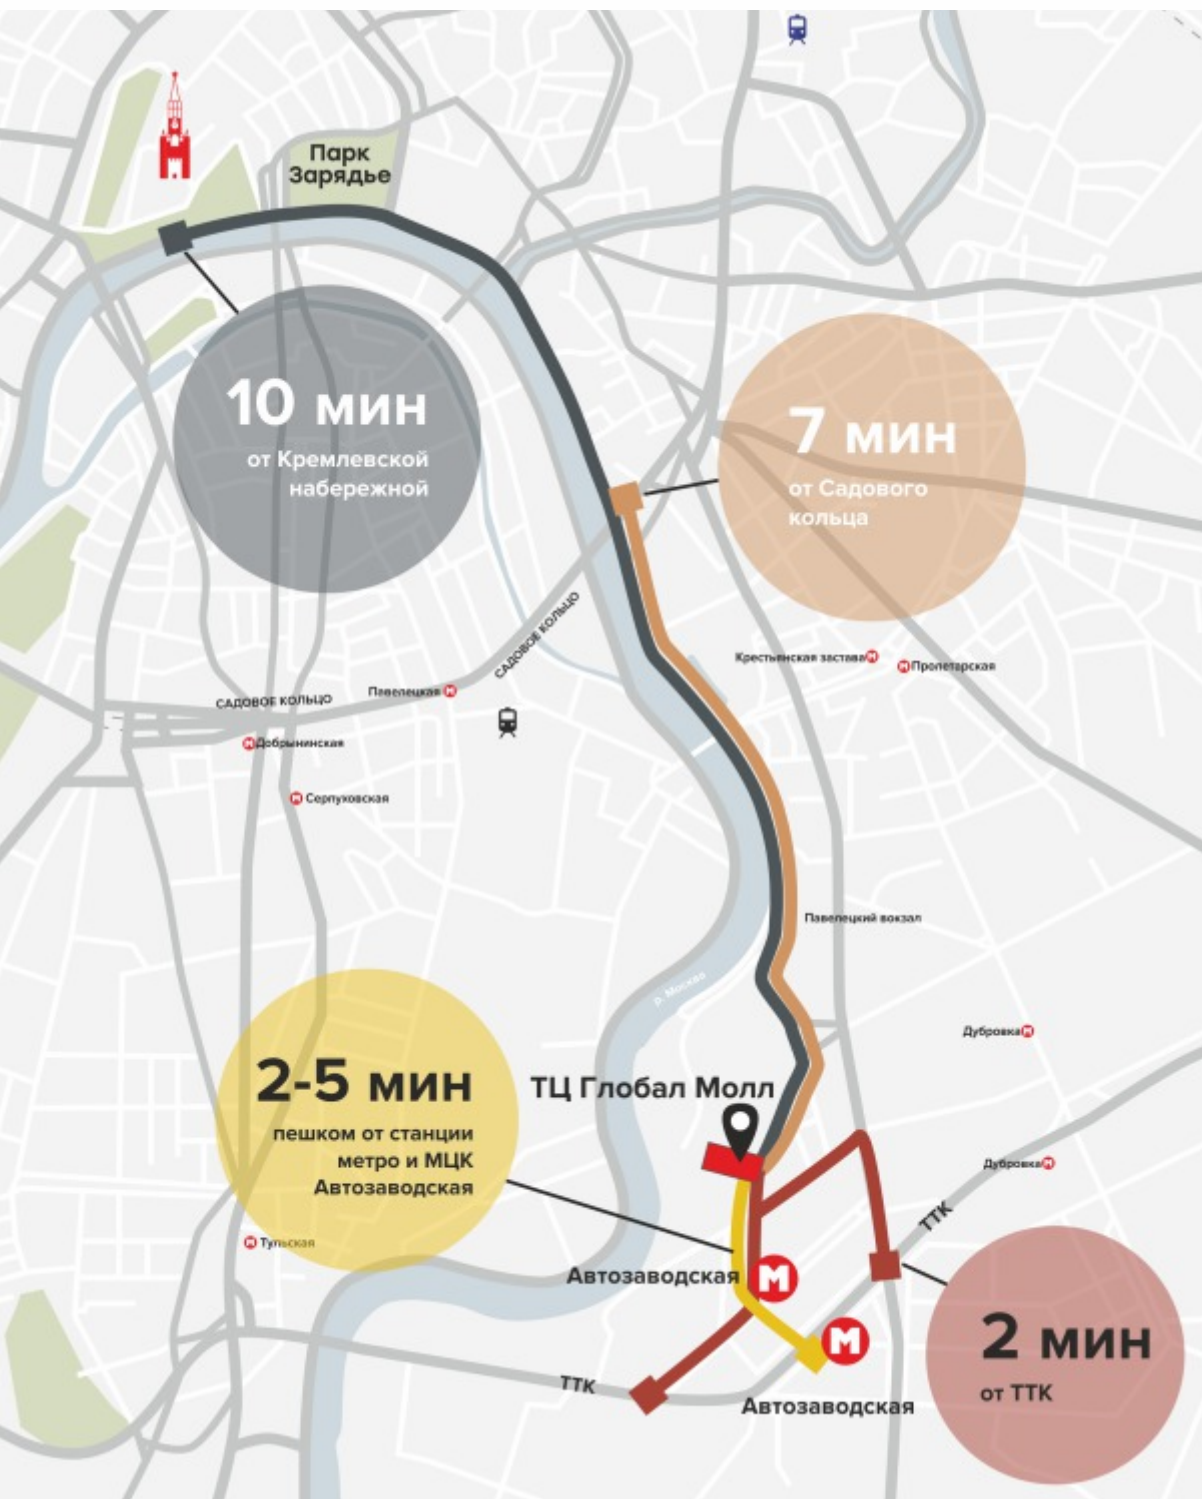 Парк
Зарядье
10 мин
от Кремлевской
набережной
7 мин
от Садового
кольца
САДОВОЕ КОЛЬЦО
Крестьянская застава М
М Пролетарская
САДОВОЕ КОЛЬЦО
Павелецкая М
М Добрынинская
М Серпуховская
Павелецкий вокзал
р. Москва
Дубровка М
2-5 мин
пешком от станции
метро и МЦК
Автозаводская
ТЦ Глобал Молл
Дубровка М
ТТК
М Тульская
Автозаводская М
М
2 мин
от ТТК
ТТК
Автозаводская